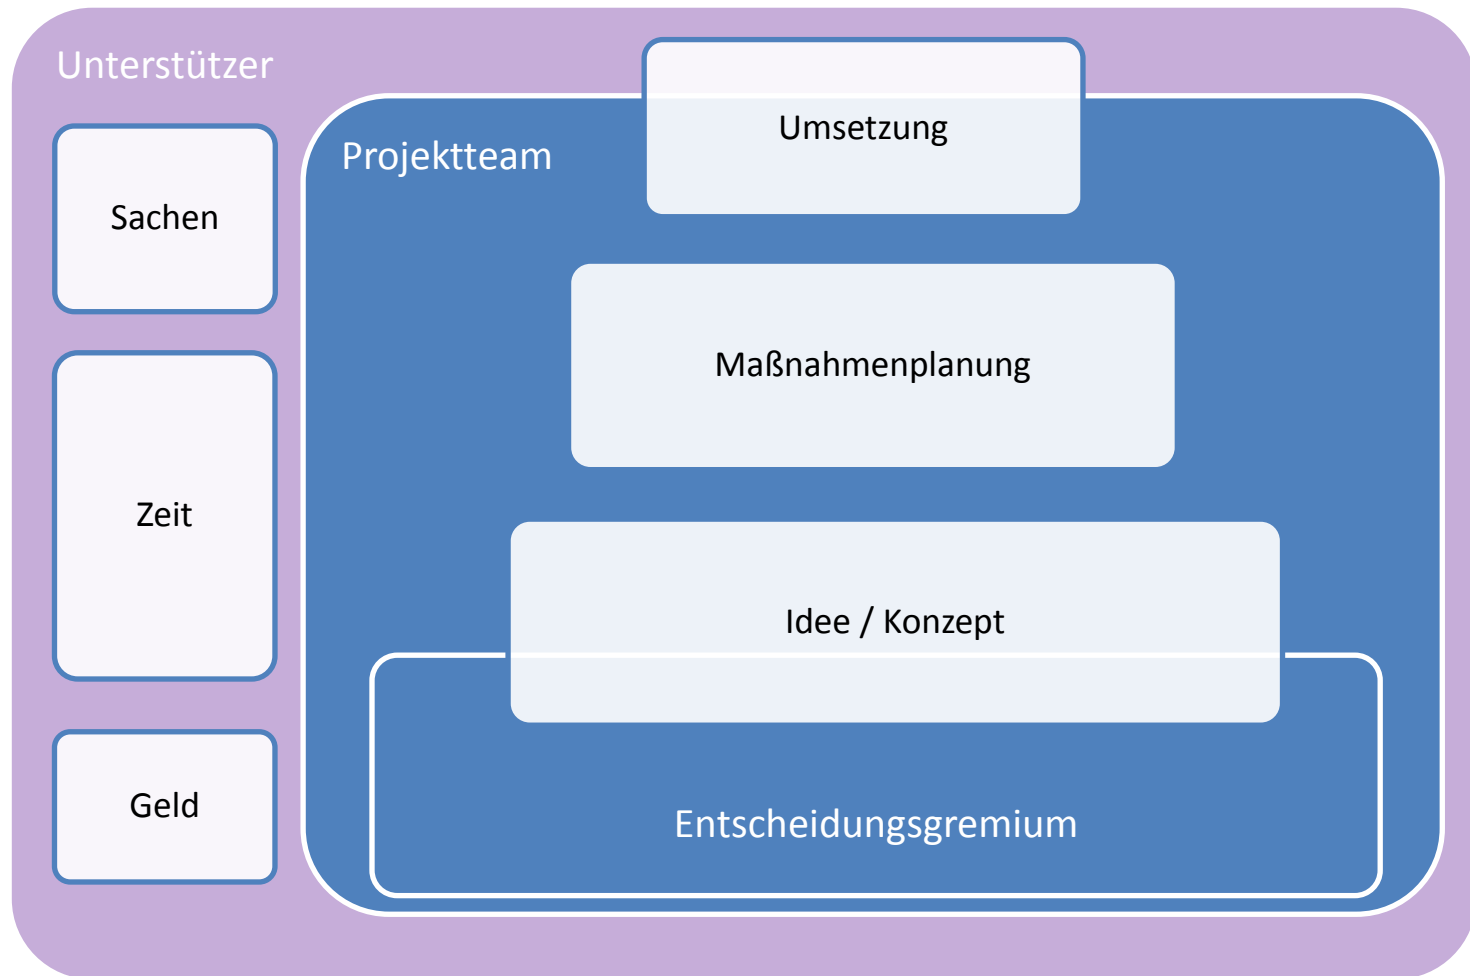 Unterstützer
Sachen
Zeit
Geld
Projektteam
Umsetzung
Maßnahmenplanung
Idee / Konzept
Entscheidungsgremium